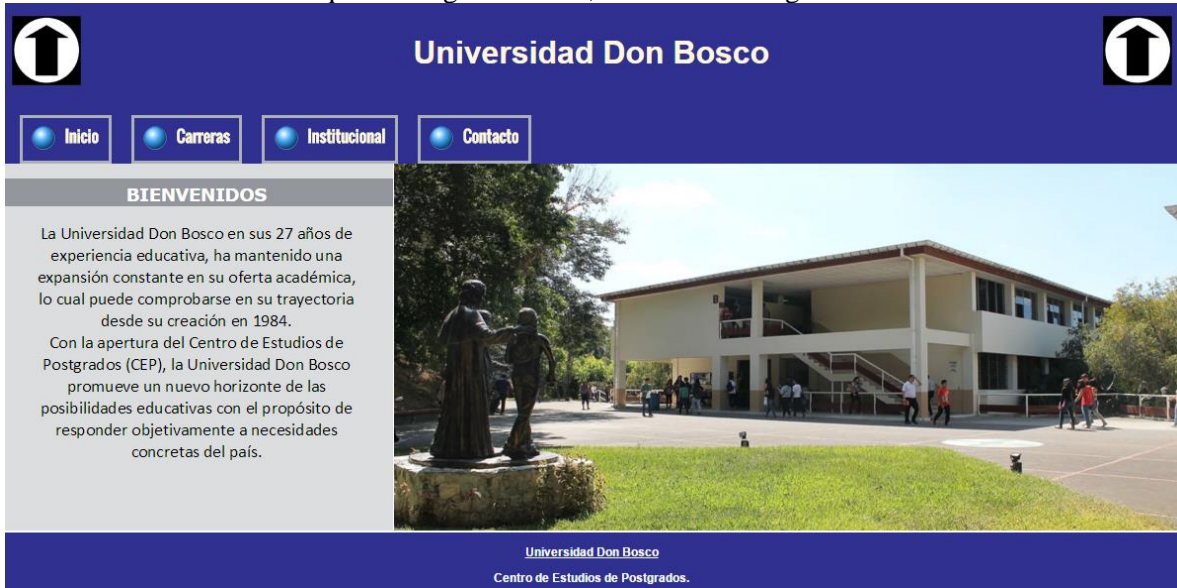 Universidad Don Bosco
Inicio
Carreras
Institucional
Contacto
BIENVENIDOS
La Universidad Don Bosco en sus 27 años de
experiencia educativa, ha mantenido una
expansión constante en su oferta académica,
lo cual puede comprobarse en su trayectoria
desde su creación en 1984.
Con la apertura del Centro de Estudios de
Postgrados (CEP), la Universidad Don Bosco
promueve un nuevo horizonte de las
posibilidades educativas con el propósito de
responder objetivamente a necesidades
concretas del país.
B
Universidad Don Bosco
Centro de Estudios de Postgrados.